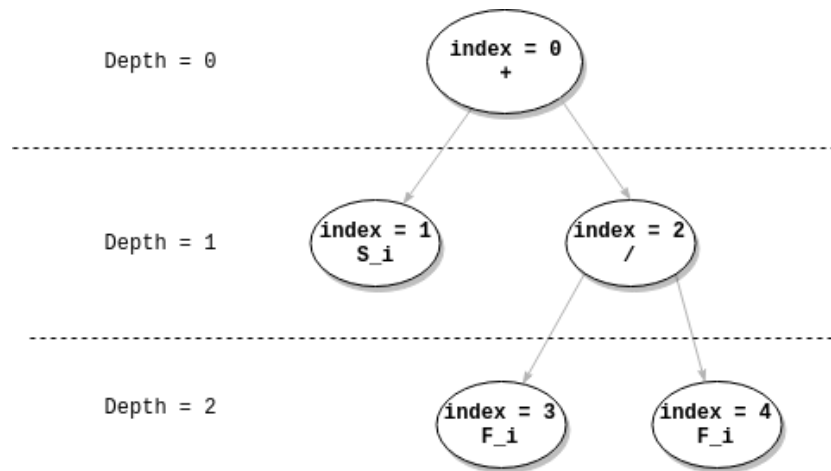 Depth = 0
index = 0
+
Depth = 1
index = 1
S_i
index = 2
/
Depth = 2
index = 3
F_i
index = 4
F_i